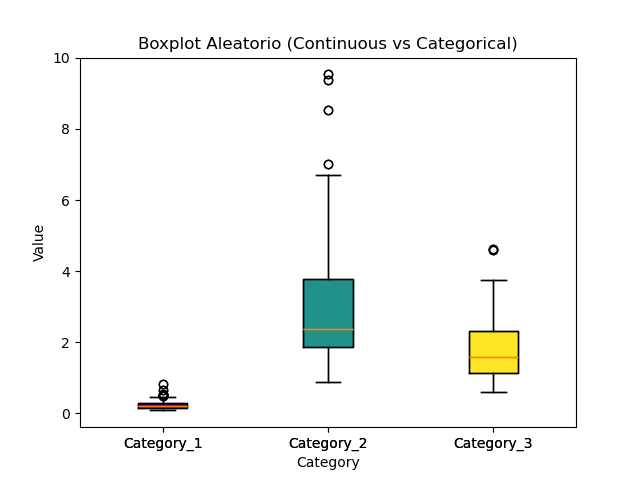 Boxplot Aleatorio (Continuous vs Categorical)
10
8
6
4
2
0
Value
Category_1
Category_2
Category_3
Category